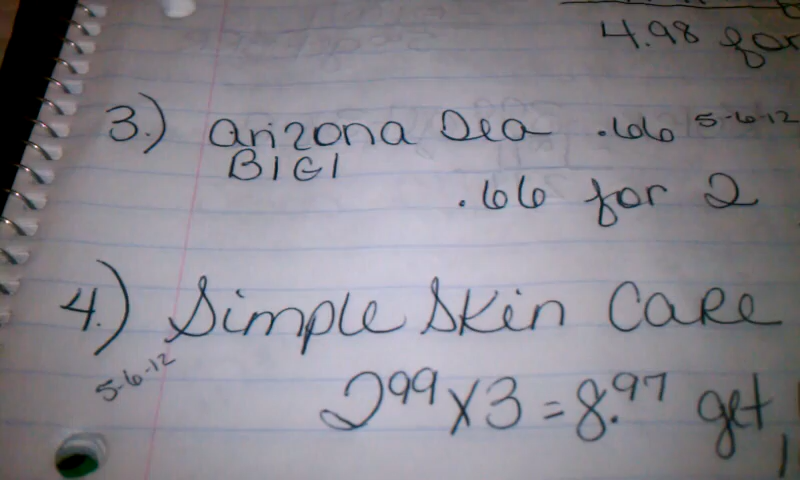 4.98 for
3.) Arizona Tea .66 5-6-12
B1G1
.66 for 2
4.) Simple Skin Care
5-6-12
2.99 x 3 = 8.97 get